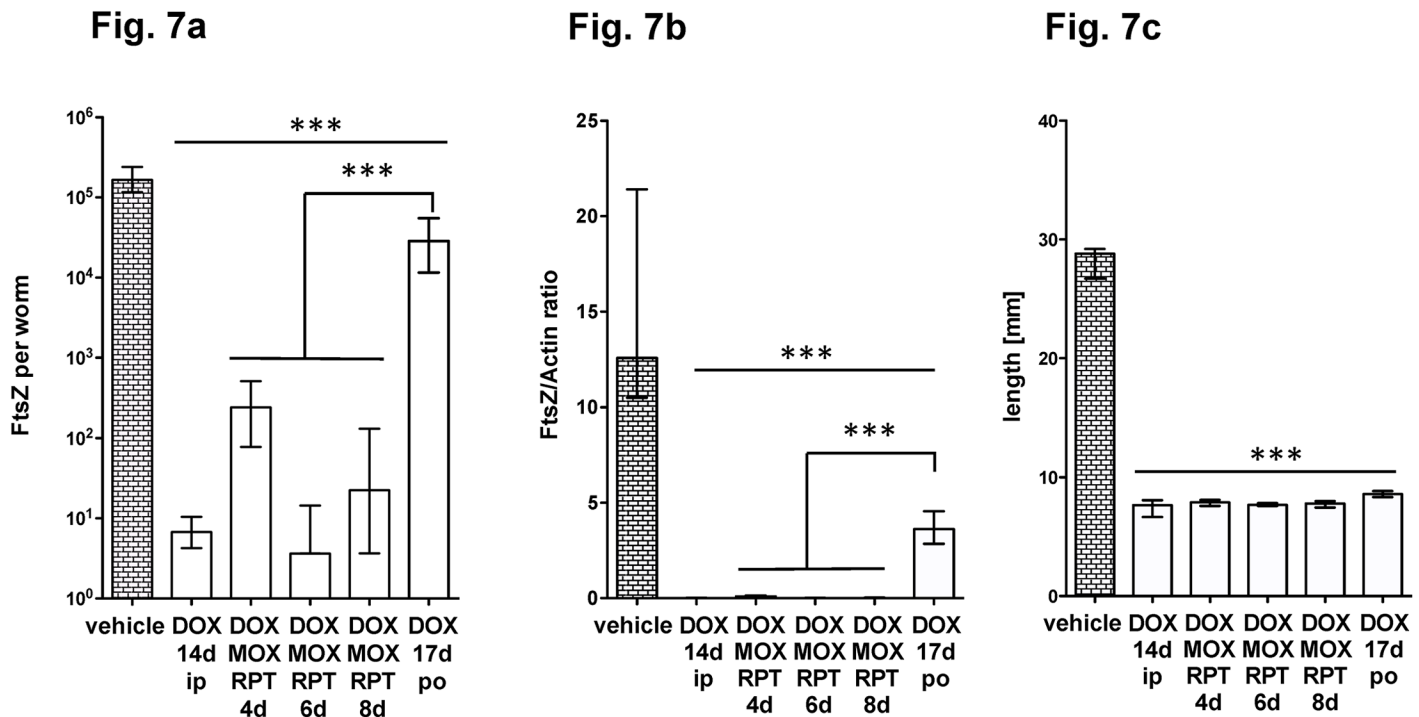 Fig. 7a
Fig. 7b
Fig. 7c
FtsZ per worm
10^6
10^5
10^4
10^3
10^2
10^1
10^0
***
***
vehicle DOX DOX DOX DOX DOX
14d MOX MOX MOX 17d
ip RPT RPT RPT po
4d 6d 8d
FtsZ/Actin ratio
25
20
15
10
5
0
***
***
vehicle DOX DOX DOX DOX DOX
14d MOX MOX MOX 17d
ip RPT RPT RPT po
4d 6d 8d
length [mm]
40
30
20
10
0
***
vehicle DOX DOX DOX DOX DOX
14d MOX MOX MOX 17d
ip RPT RPT RPT po
4d 6d 8d